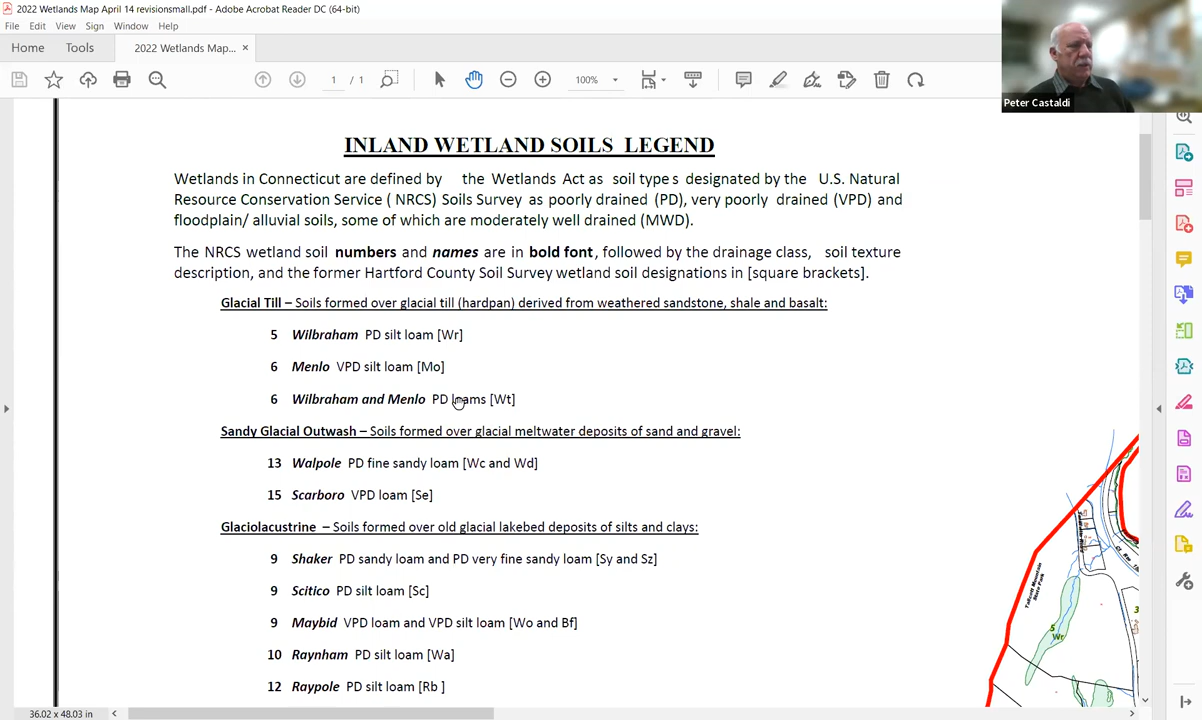 2022 Wetlands Map April 14 revisionsmall.pdf - Adobe Acrobat Reader DC (64-bit)
File Edit View Sign Window Help
Home Tools 2022 Wetlands Map... ×
1 / 1 100%
Peter Castaldi
INLAND WETLAND SOILS LEGEND
Wetlands in Connecticut are defined by the Wetlands Act as soil types designated by the U.S. Natural
Resource Conservation Service ( NRCS) Soils Survey as poorly drained (PD), very poorly drained (VPD) and
floodplain/ alluvial soils, some of which are moderately well drained (MWD).
The NRCS wetland soil numbers and names are in bold font, followed by the drainage class, soil texture
description, and the former Hartford County Soil Survey wetland soil designations in [square brackets].
Glacial Till – Soils formed over glacial till (hardpan) derived from weathered sandstone, shale and basalt:
5 Wilbraham PD silt loam [Wr]
6 Menlo VPD silt loam [Mo]
6 Wilbraham and Menlo PD loams [Wt]
Sandy Glacial Outwash – Soils formed over glacial meltwater deposits of sand and gravel:
13 Walpole PD fine sandy loam [Wc and Wd]
15 Scarboro VPD loam [Se]
Glaciolacustrine – Soils formed over old glacial lakebed deposits of silts and clays:
9 Shaker PD sandy loam and PD very fine sandy loam [Sy and Sz]
9 Scitico PD silt loam [Sc]
9 Maybid VPD loam and VPD silt loam [Wo and Bf]
10 Raynham PD silt loam [Wa]
12 Raypole PD silt loam [Rb ]
Talcott Mountain
State Park
5
Wr
3
36.02 x 48.03 in